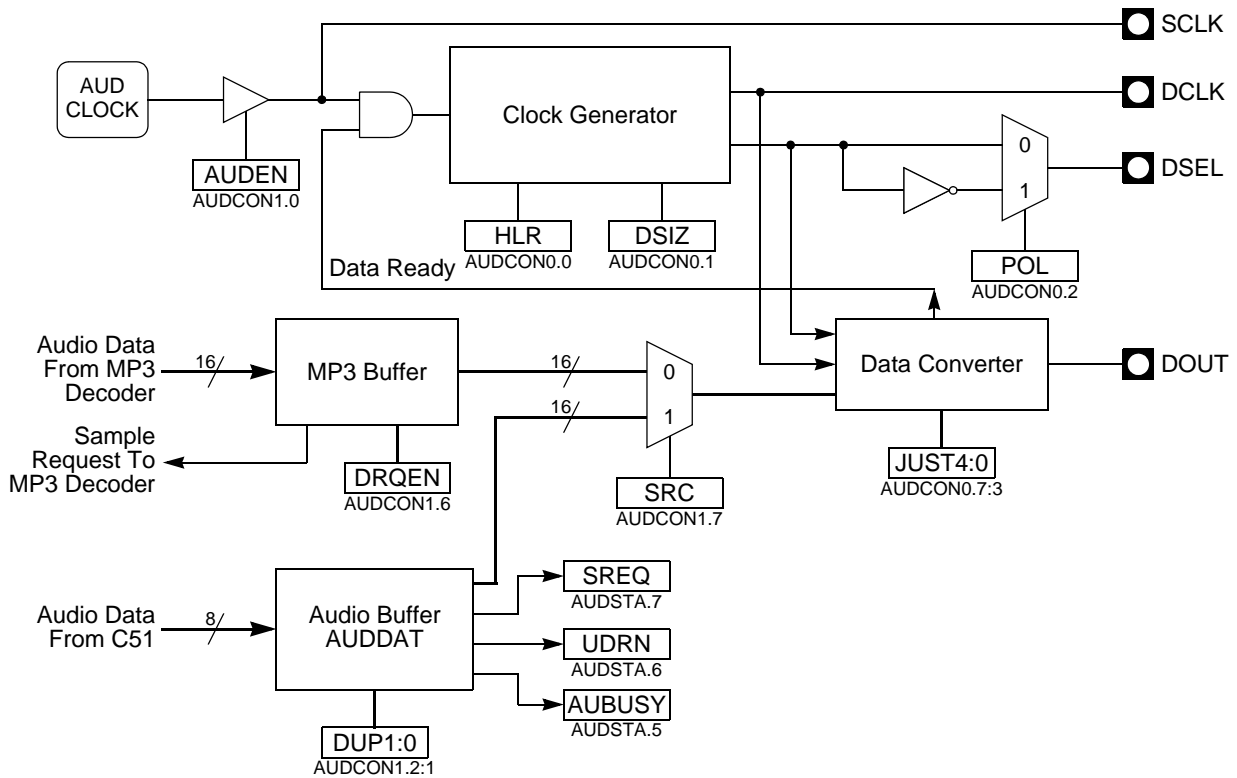 SCLK
AUD
CLOCK
Clock Generator
DCLK
0
1
DSEL
AUDEN
AUDCON1.0
HLR
AUDCON0.0
DSIZ
AUDCON0.1
POL
AUDCON0.2
Data Ready
Audio Data
From MP3
Decoder
16
MP3 Buffer
16
16
0
1
Data Converter
DOUT
Sample
Request To
MP3 Decoder
DRQEN
AUDCON1.6
SRC
AUDCON1.7
JUST4:0
AUDCON0.7:3
Audio Data
From C51
8
Audio Buffer
AUDDAT
SREQ
AUDSTA.7
UDRN
AUDSTA.6
AUBUSY
AUDSTA.5
DUP1:0
AUDCON1.2:1